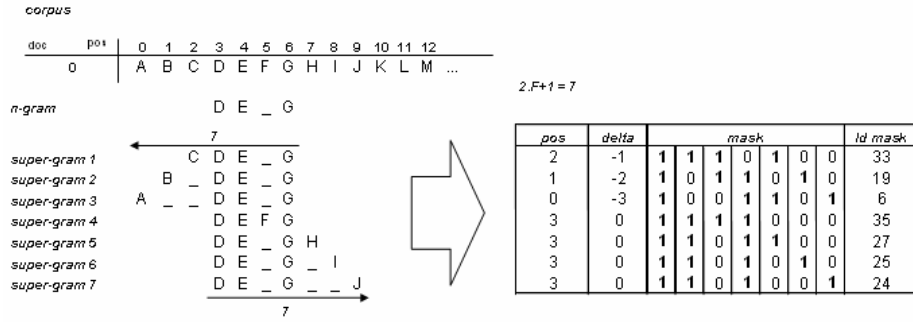 corpus
doc pos 0 1 2 3 4 5 6 7 8 9 10 11 12
0 A B C D E F G H I J K L M ...
n-gram D E _ G
7
super-gram 1 C D E _ G
super-gram 2 B _ D E _ G
super-gram 3 A _ _ D E _ G
super-gram 4 D E F G
super-gram 5 D E _ G H
super-gram 6 D E _ G _ I
super-gram 7 D E _ G _ _ J
7
2.F+1 = 7
pos delta mask Id mask
2 -1 1 1 1 0 1 0 0 33
1 -2 1 0 1 1 0 1 0 19
0 -3 1 0 0 1 1 0 1 6
3 0 1 1 1 1 0 0 0 35
3 0 1 1 0 1 1 0 0 27
3 0 1 1 0 1 0 1 0 25
3 0 1 1 0 1 0 0 1 24